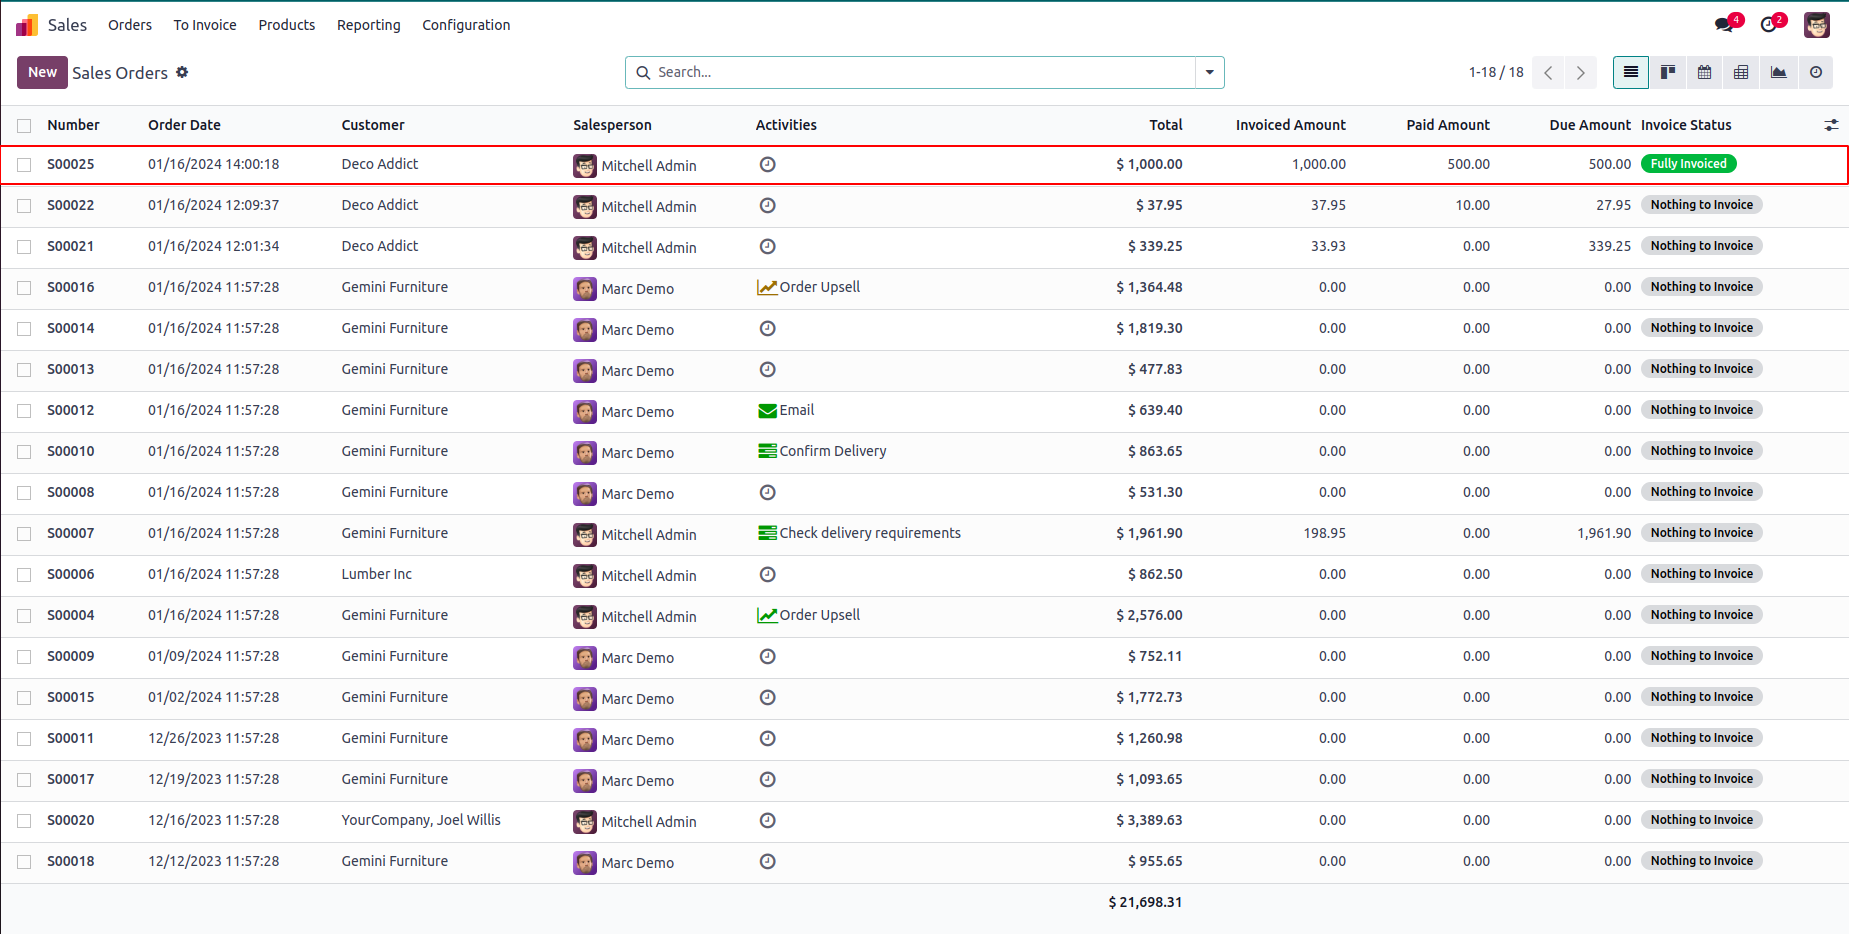 Sales Orders To Invoice Products Reporting Configuration 4 2
New Sales Orders Search... 1-18 / 18
Number Order Date Customer Salesperson Activities Total Invoiced Amount Paid Amount Due Amount Invoice Status
S00025 01/16/2024 14:00:18 Deco Addict Mitchell Admin $ 1,000.00 1,000.00 500.00 500.00 Fully Invoiced
S00022 01/16/2024 12:09:37 Deco Addict Mitchell Admin $ 37.95 37.95 10.00 27.95 Nothing to Invoice
S00021 01/16/2024 12:01:34 Deco Addict Mitchell Admin $ 339.25 33.93 0.00 339.25 Nothing to Invoice
S00016 01/16/2024 11:57:28 Gemini Furniture Marc Demo Order Upsell $ 1,364.48 0.00 0.00 0.00 Nothing to Invoice
S00014 01/16/2024 11:57:28 Gemini Furniture Marc Demo $ 1,819.30 0.00 0.00 0.00 Nothing to Invoice
S00013 01/16/2024 11:57:28 Gemini Furniture Marc Demo $ 477.83 0.00 0.00 0.00 Nothing to Invoice
S00012 01/16/2024 11:57:28 Gemini Furniture Marc Demo Email $ 639.40 0.00 0.00 0.00 Nothing to Invoice
S00010 01/16/2024 11:57:28 Gemini Furniture Marc Demo Confirm Delivery $ 863.65 0.00 0.00 0.00 Nothing to Invoice
S00008 01/16/2024 11:57:28 Gemini Furniture Marc Demo $ 531.30 0.00 0.00 0.00 Nothing to Invoice
S00007 01/16/2024 11:57:28 Gemini Furniture Mitchell Admin Check delivery requirements $ 1,961.90 198.95 0.00 1,961.90 Nothing to Invoice
S00006 01/16/2024 11:57:28 Lumber Inc Mitchell Admin $ 862.50 0.00 0.00 0.00 Nothing to Invoice
S00004 01/16/2024 11:57:28 Gemini Furniture Mitchell Admin Order Upsell $ 2,576.00 0.00 0.00 0.00 Nothing to Invoice
S00009 01/09/2024 11:57:28 Gemini Furniture Marc Demo $ 752.11 0.00 0.00 0.00 Nothing to Invoice
S00015 01/02/2024 11:57:28 Gemini Furniture Marc Demo $ 1,772.73 0.00 0.00 0.00 Nothing to Invoice
S00011 12/26/2023 11:57:28 Gemini Furniture Marc Demo $ 1,260.98 0.00 0.00 0.00 Nothing to Invoice
S00017 12/19/2023 11:57:28 Gemini Furniture Marc Demo $ 1,093.65 0.00 0.00 0.00 Nothing to Invoice
S00020 12/16/2023 11:57:28 YourCompany, Joel Willis Mitchell Admin $ 3,389.63 0.00 0.00 0.00 Nothing to Invoice
S00018 12/12/2023 11:57:28 Gemini Furniture Marc Demo $ 955.65 0.00 0.00 0.00 Nothing to Invoice
$ 21,698.31